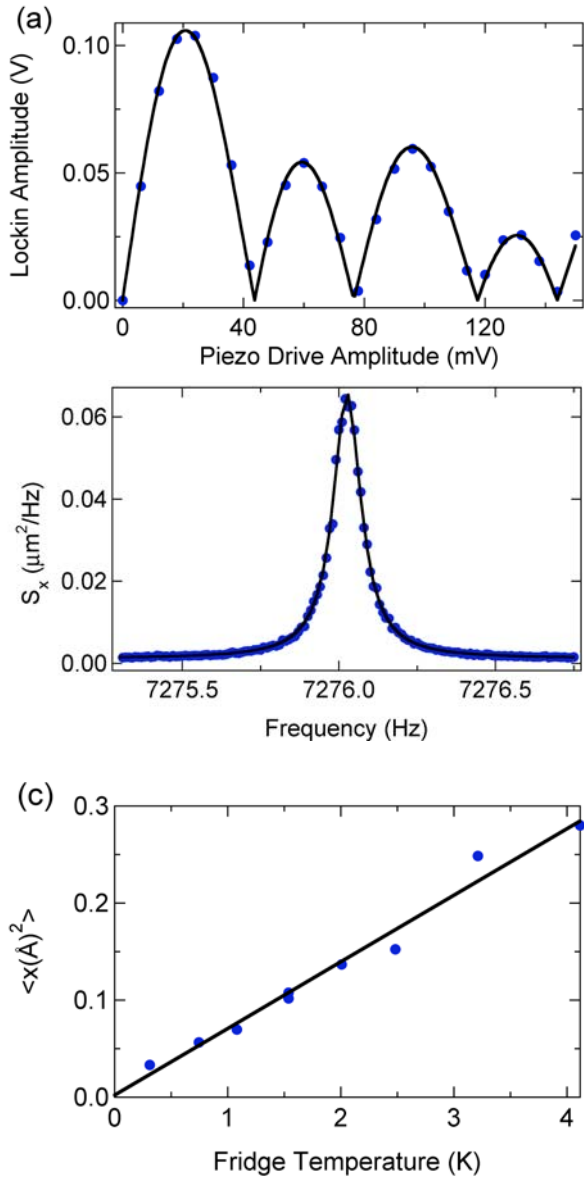 (a)
Lockin Amplitude (V)
0.10
0.05
0.00
0 40 80 120
Piezo Drive Amplitude (mV)
S_x (μm²/Hz)
0.06
0.04
0.02
0.00
7275.5 7276.0 7276.5
Frequency (Hz)
(c)
<x(Å)²>
0.3
0.2
0.1
0.0
0 1 2 3 4
Fridge Temperature (K)